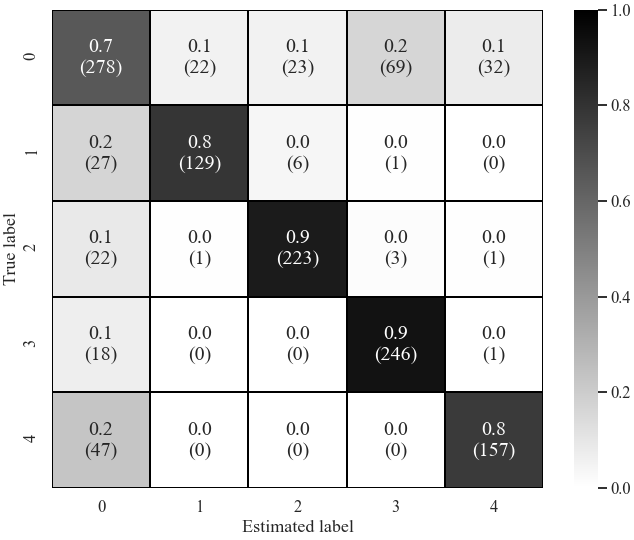 0.7 0.1 0.1 0.2 0.1
(278) (22) (23) (69) (32)
0.2 0.8 0.0 0.0 0.0
(27) (129) (6) (1) (0)
0.1 0.0 0.9 0.0 0.0
(22) (1) (223) (3) (1)
0.1 0.0 0.0 0.9 0.0
(18) (0) (0) (246) (1)
0.2 0.0 0.0 0.0 0.8
(47) (0) (0) (0) (157)
0
1
2
3
4
True label
0 1 2 3 4
Estimated label
1.0
0.8
0.6
0.4
0.2
0.0